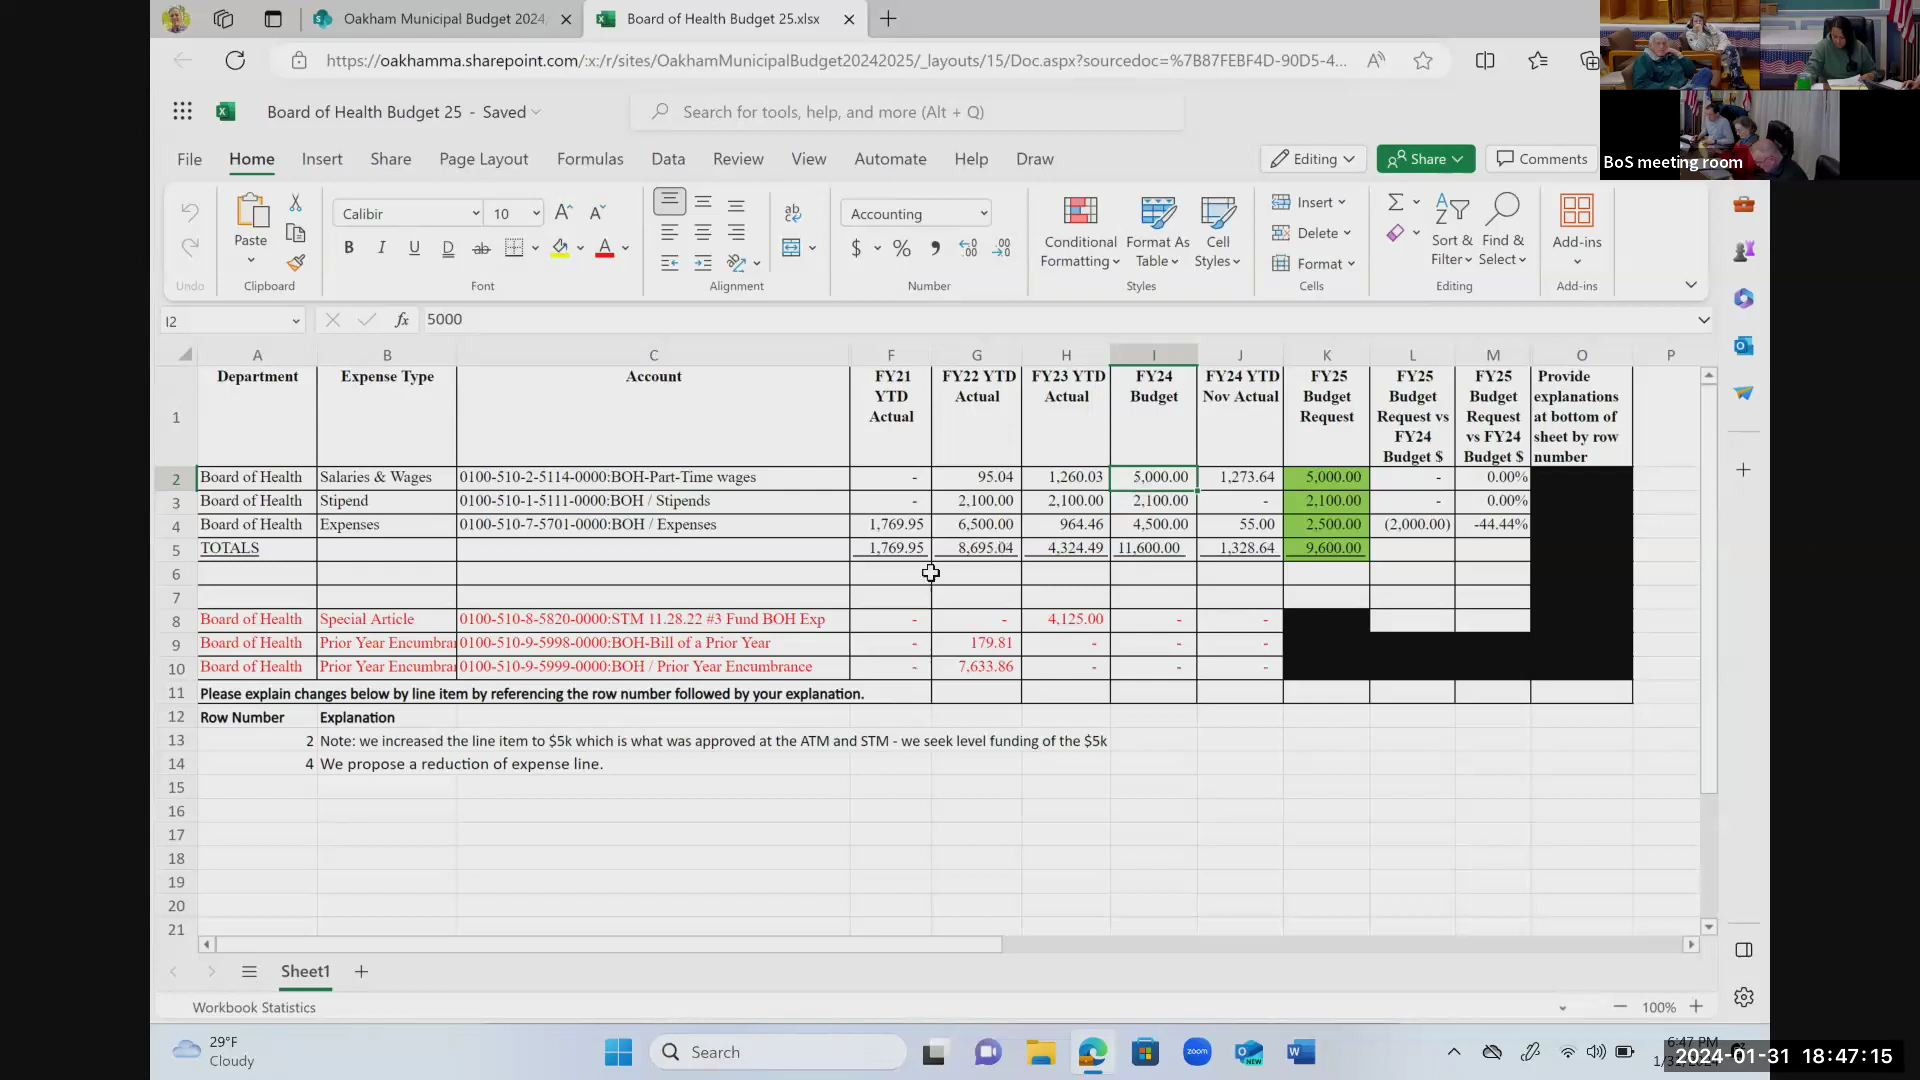 Oakham Municipal Budget 2024
Board of Health Budget 25.xlsx
https://oakhamma.sharepoint.com/:x:/r/sites/OakhamMunicipalBudget20242025/_layouts/15/Doc.aspx?sourcedoc=%7B87FEBF4D-90D5-4...
Board of Health Budget 25 - Saved
Search for tools, help, and more (Alt + Q)
BoS meeting room
File Home Insert Share Page Layout Formulas Data Review View Automate Help Draw
Editing Share Comments
Calibri 10 Accounting
Paste
Conditional Formatting
Format As Table
Cell Styles
Insert
Delete
Format
Sort & Filter
Find & Select
Add-ins
Undo Clipboard Font Alignment Number Styles Cells Editing Add-ins
I2 fx 5000
A B C F G H I J K L M O P
1 Department Expense Type Account FY21 YTD Actual FY22 YTD Actual FY23 YTD Actual FY24 Budget FY24 YTD Nov Actual FY25 Budget Request FY25 Budget Request vs FY24 Budget $ FY25 Budget Request vs FY24 Budget $ Provide explanations at bottom of sheet by row number
2 Board of Health Salaries & Wages 0100-510-2-5114-0000:BOH-Part-Time wages - 95.04 1,260.03 5,000.00 1,273.64 5,000.00 - 0.00%
3 Board of Health Stipend 0100-510-1-5111-0000:BOH / Stipends - 2,100.00 2,100.00 2,100.00 - 2,100.00 - 0.00%
4 Board of Health Expenses 0100-510-7-5701-0000:BOH / Expenses 1,769.95 6,500.00 964.46 4,500.00 55.00 2,500.00 (2,000.00) -44.44%
5 TOTALS 1,769.95 8,695.04 4,324.49 11,600.00 1,328.64 9,600.00
6
7
8 Board of Health Special Article 0100-510-8-5820-0000:STM 11.28.22 #3 Fund BOH Exp - - 4,125.00 - -
9 Board of Health Prior Year Encumbra 0100-510-9-5998-0000:BOH-Bill of a Prior Year - 179.81 - - -
10 Board of Health Prior Year Encumbra 0100-510-9-5999-0000:BOH / Prior Year Encumbrance - 7,633.86 - - -
11 Please explain changes below by line item by referencing the row number followed by your explanation.
12 Row Number Explanation
13 2 Note: we increased the line item to $5k which is what was approved at the ATM and STM - we seek level funding of the $5k
14 4 We propose a reduction of expense line.
15
16
17
18
19
20
21
Sheet1
Workbook Statistics
100%
29°F
Cloudy
Search
6:47 PM
2024-01-31 18:47:15